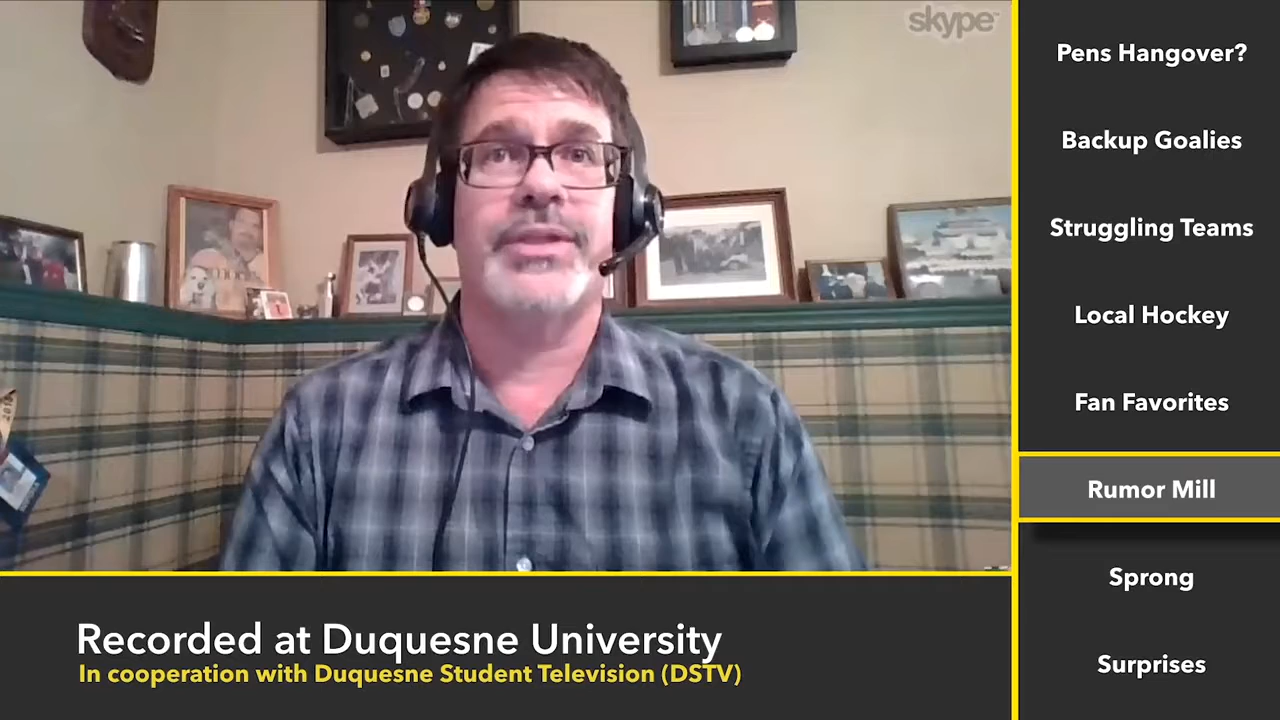 skype
Pens Hangover?
Backup Goalies
Struggling Teams
Local Hockey
Fan Favorites
Rumor Mill
Sprong
Surprises
Recorded at Duquesne University
In cooperation with Duquesne Student Television (DSTV)